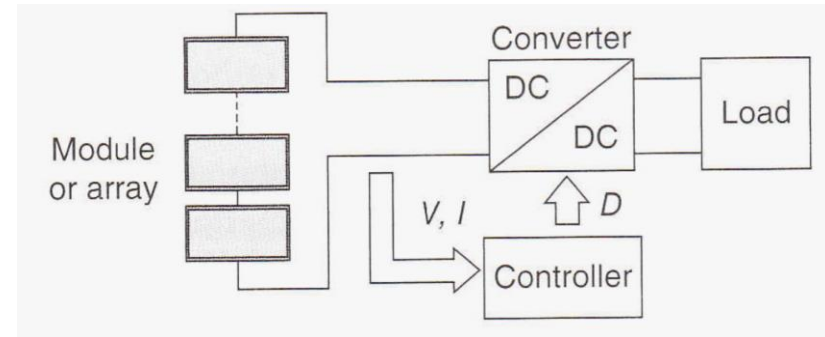 Converter
DC
DC
Load
Module
or array
V, I
D
Controller